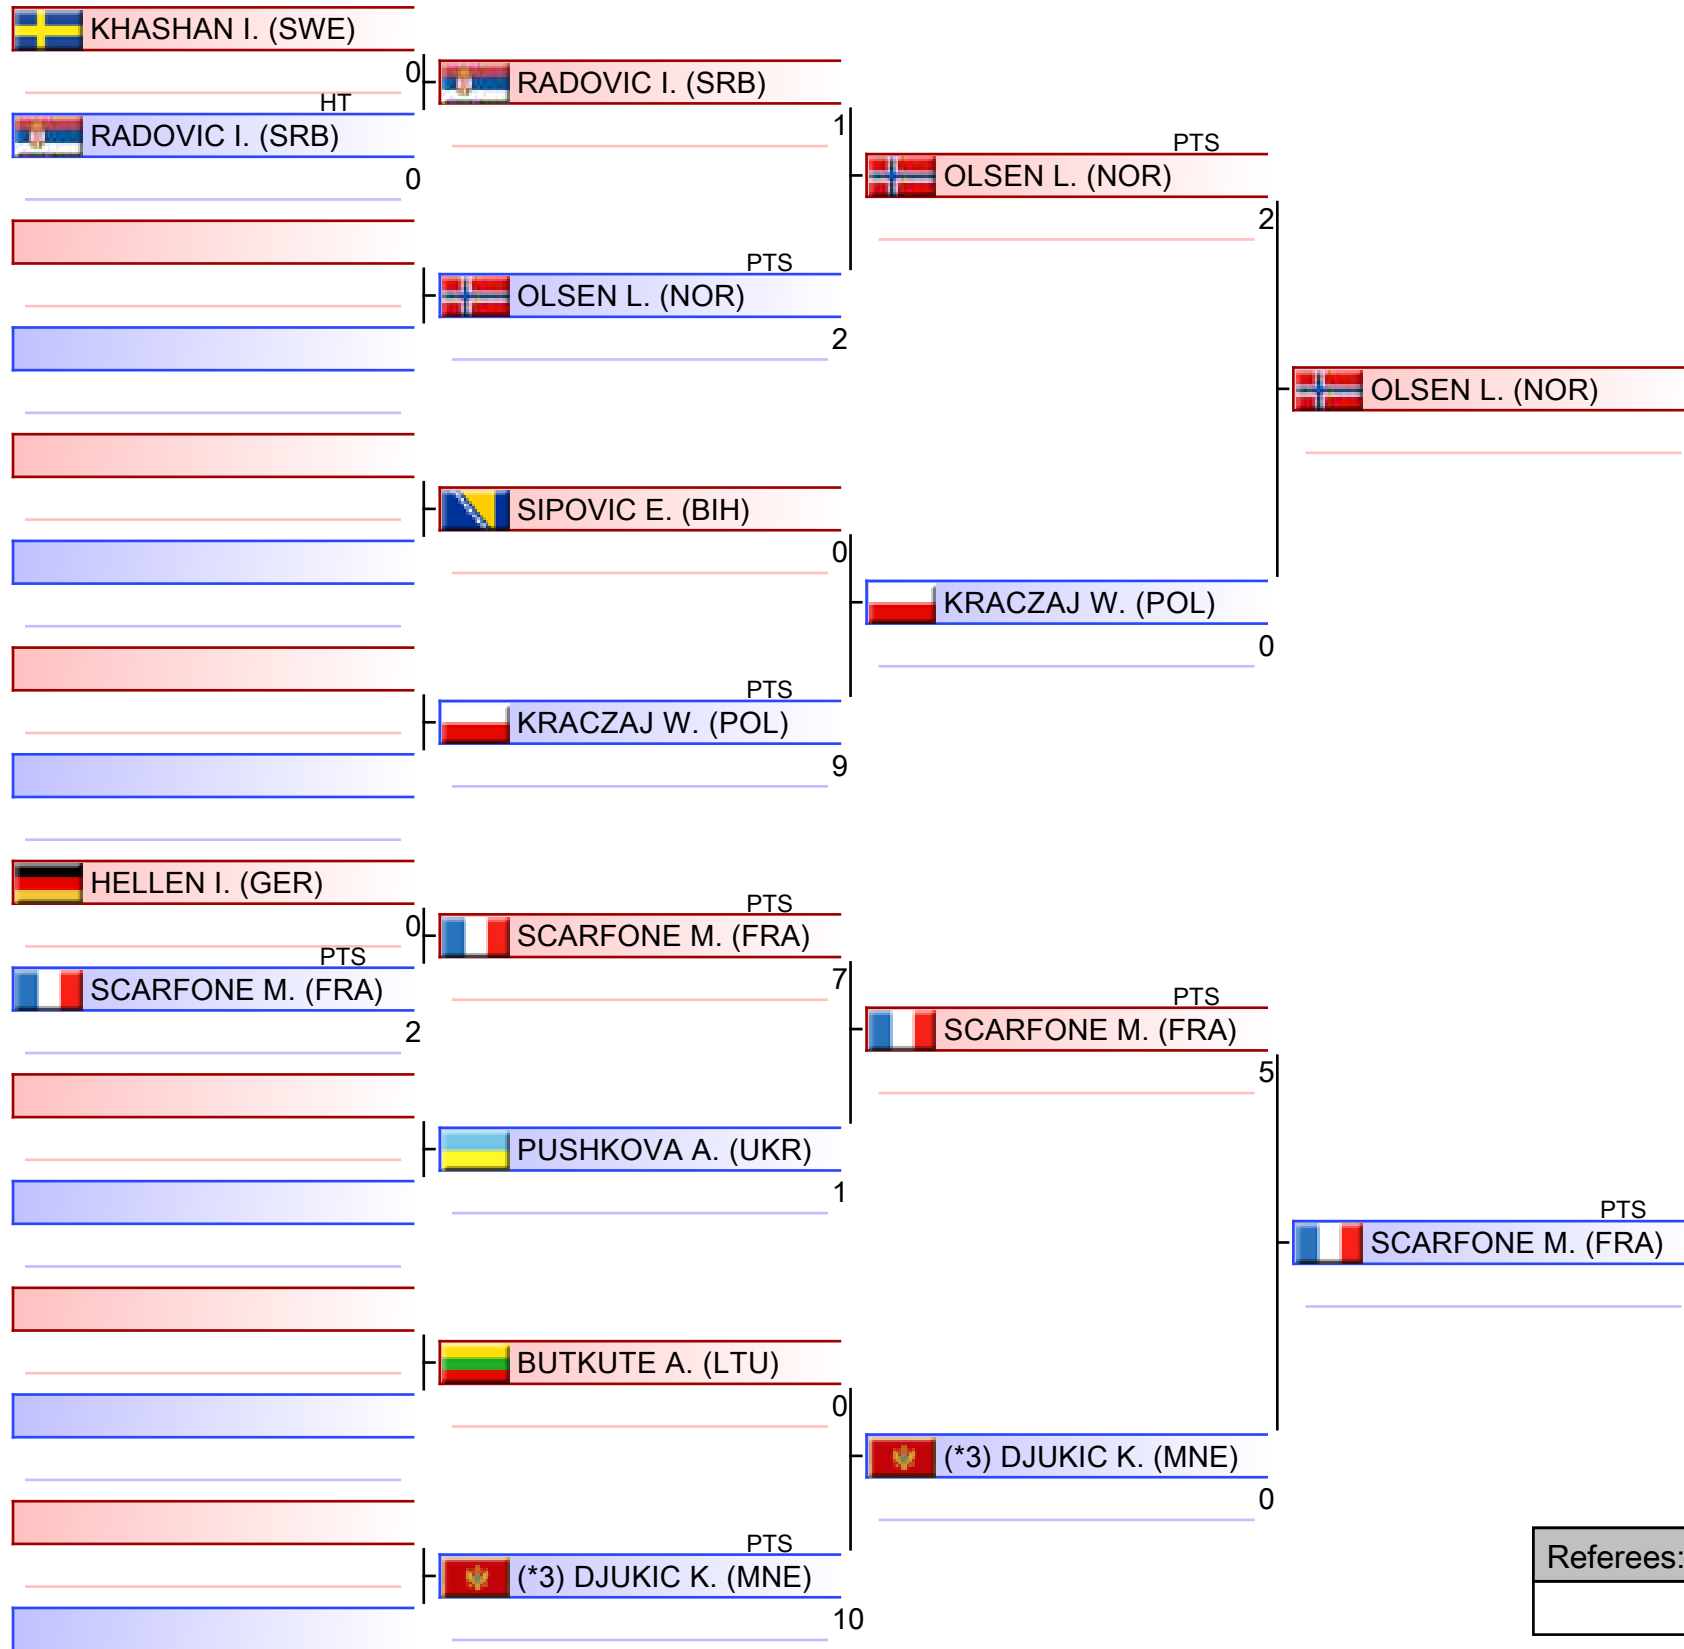 KHASHAN I. (SWE)
0
HT
RADOVIC I. (SRB)
0
RADOVIC I. (SRB)
1
PTS
OLSEN L. (NOR)
2
PTS
OLSEN L. (NOR)
2
OLSEN L. (NOR)
SIPOVIC E. (BIH)
0
KRACZAJ W. (POL)
0
PTS
KRACZAJ W. (POL)
9
HELLEN I. (GER)
0
PTS
SCARFONE M. (FRA)
2
PTS
SCARFONE M. (FRA)
7
PTS
SCARFONE M. (FRA)
5
PUSHKOVA A. (UKR)
1
PTS
SCARFONE M. (FRA)
BUTKUTE A. (LTU)
0
(*3) DJUKIC K. (MNE)
0
PTS
(*3) DJUKIC K. (MNE)
10
Referees: